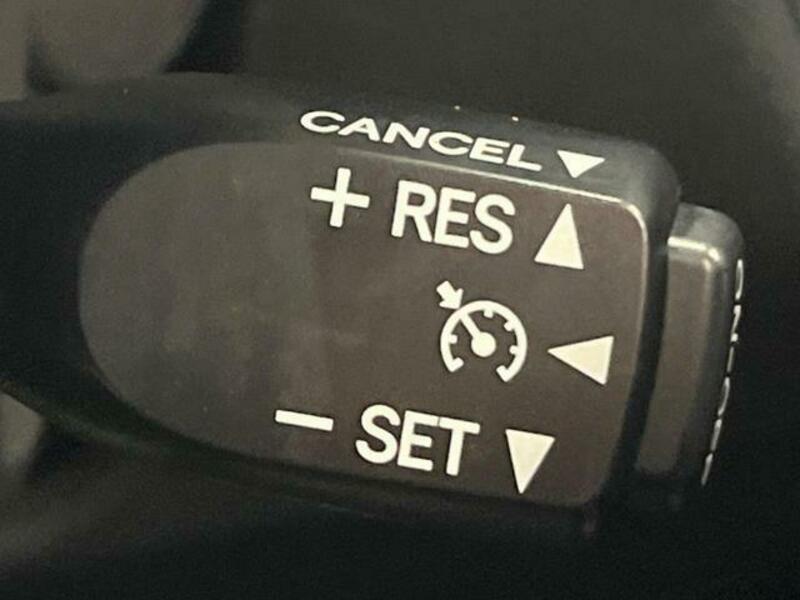 CANCEL
+ RES
- SET